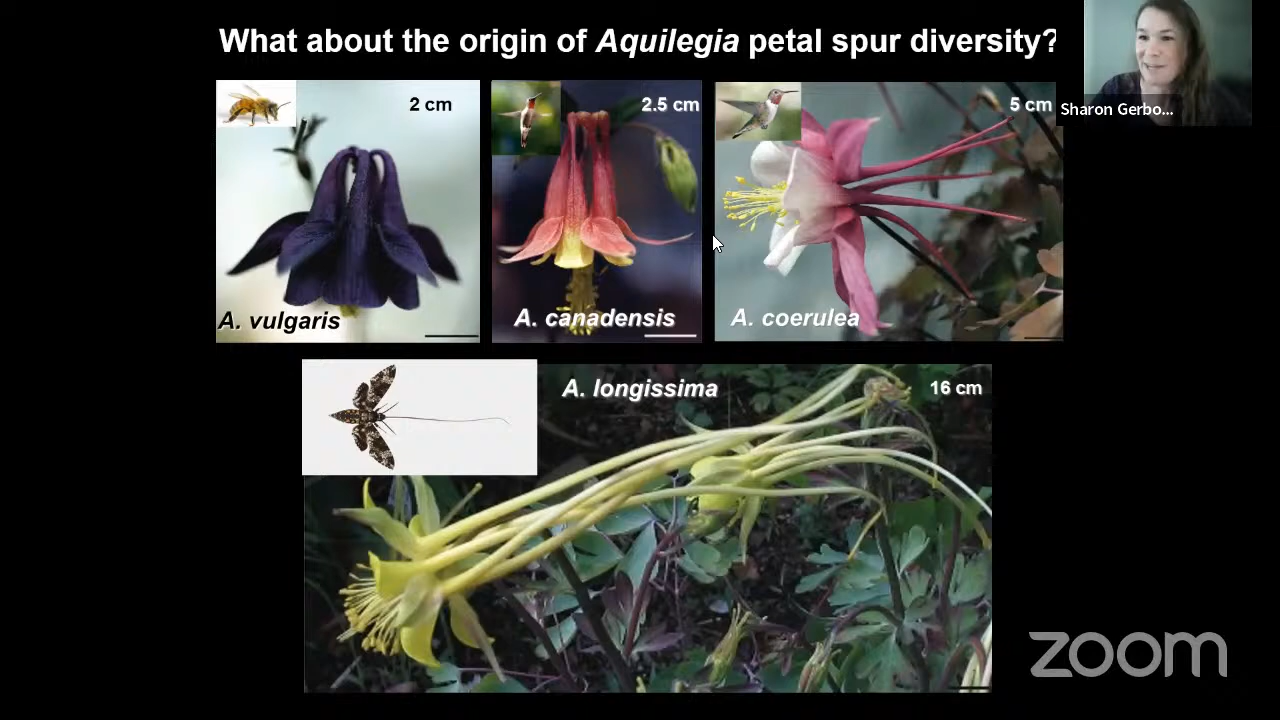 What about the origin of Aquilegia petal spur diversity?
Sharon Gerbo...
2 cm
A. vulgaris
2.5 cm
A. canadensis
5 cm
A. coerulea
A. longissima
16 cm
zoom